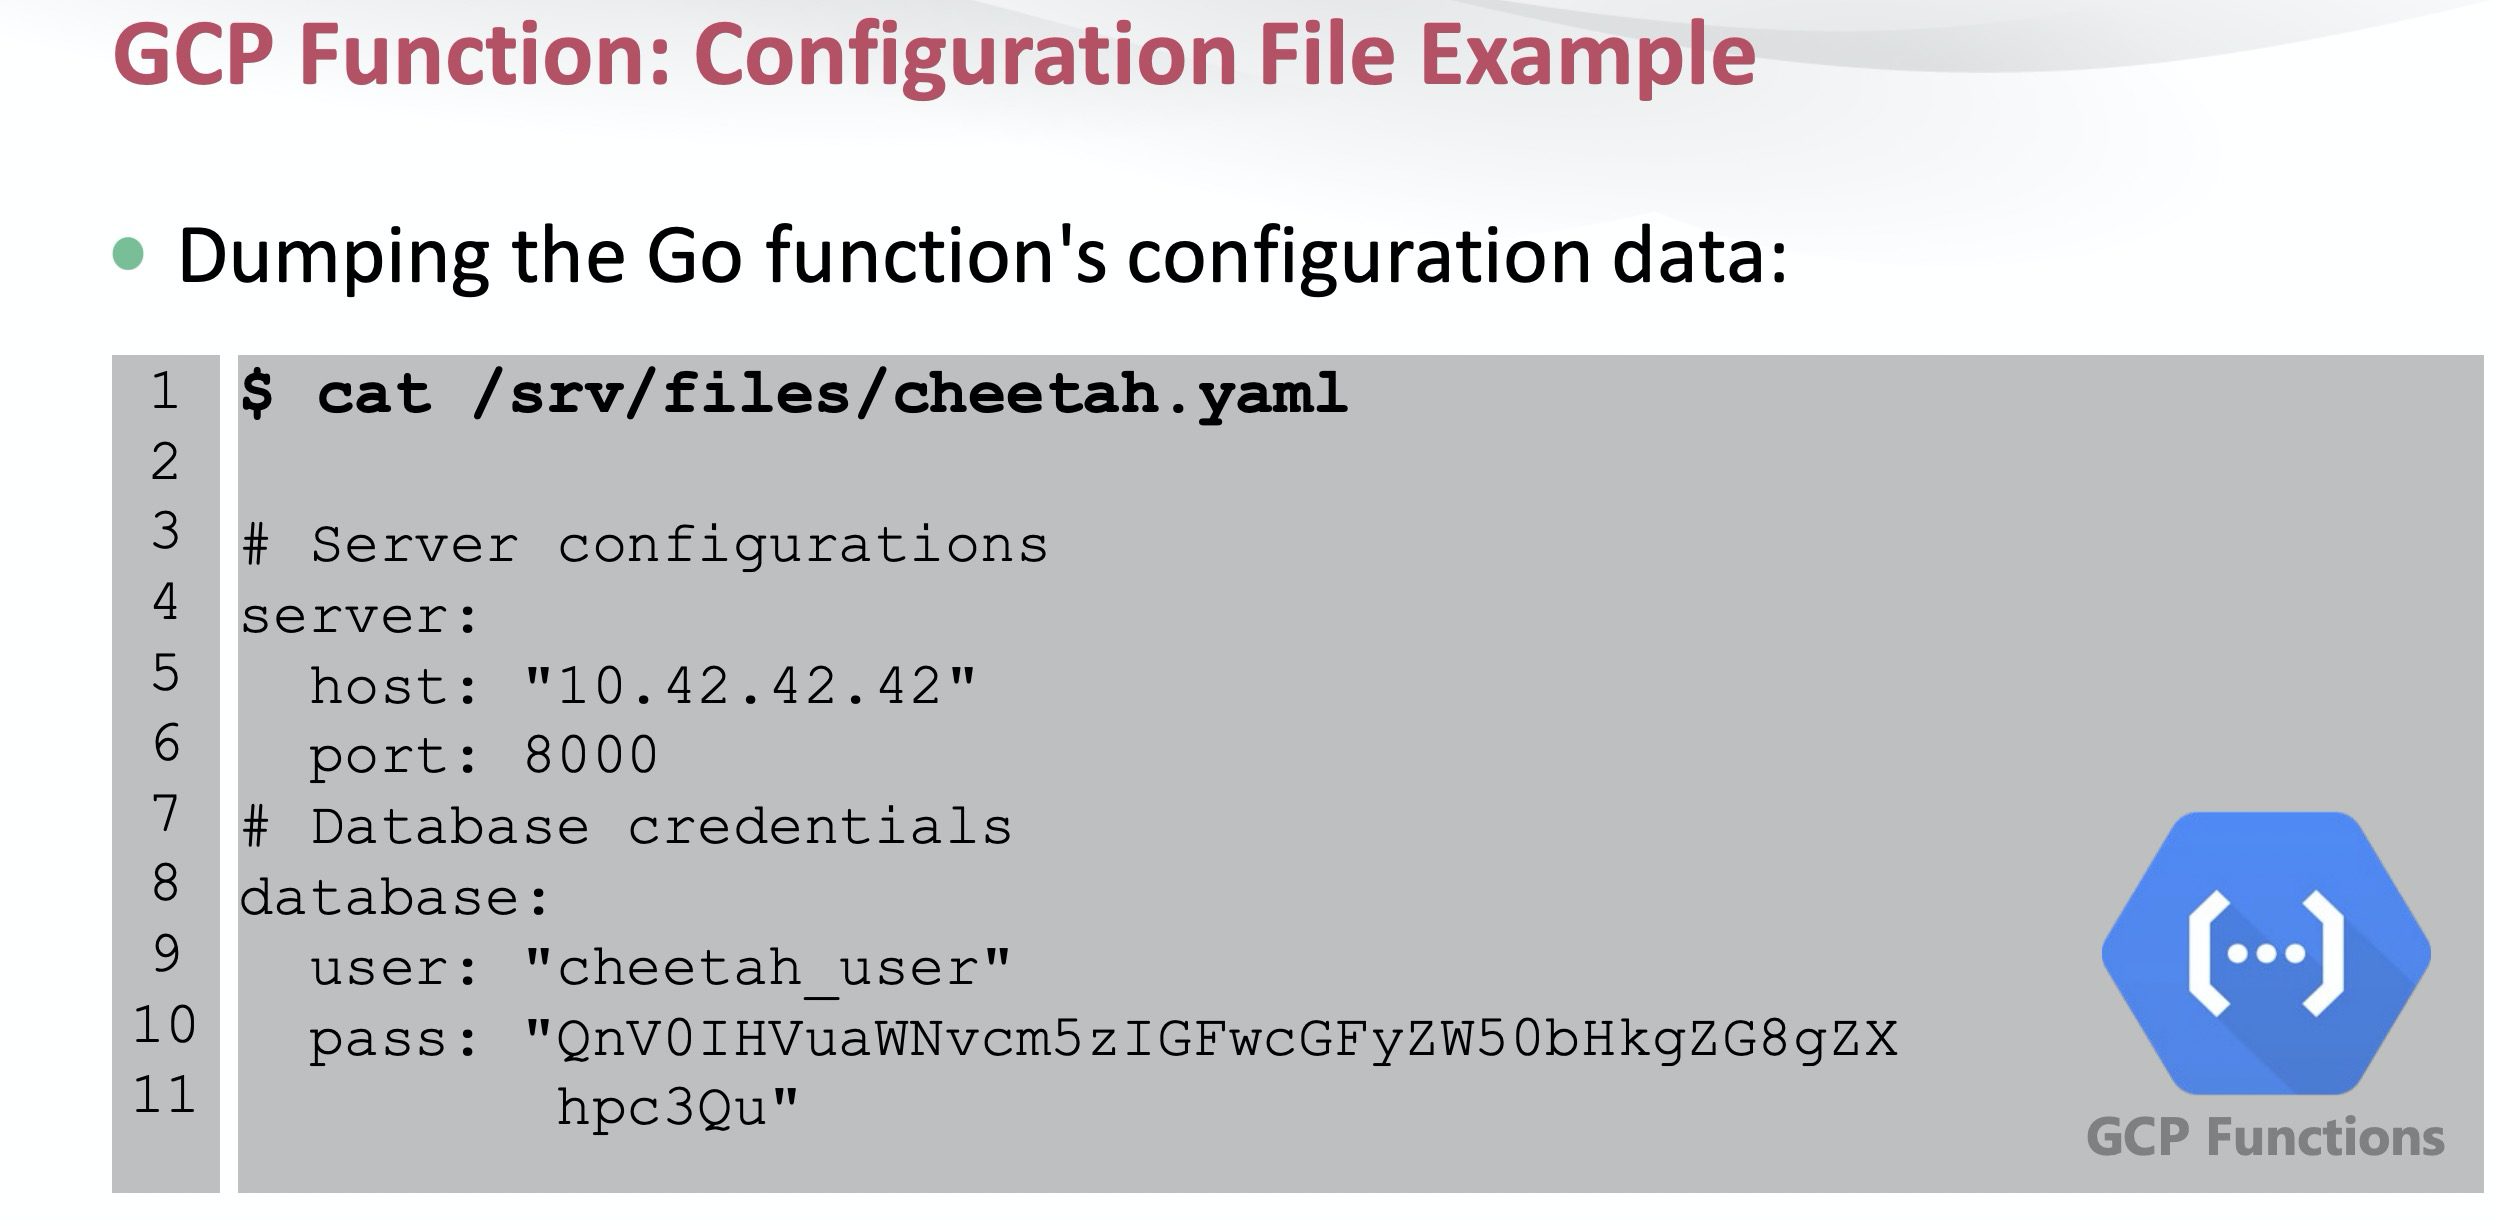 GCP Function: Configuration File Example
Dumping the Go function's configuration data:
1 $ cat /srv/files/cheetah.yaml
2
3 # Server configurations
4 server:
5   host: "10.42.42.42"
6   port: 8000
7 # Database credentials
8 database:
9   user: "cheetah_user"
10   pass: "QnV0IHVuaWNvcm5zIGFwcGFyZW50bHkgZG8gZX
11          hpc3Qu"
GCP Functions